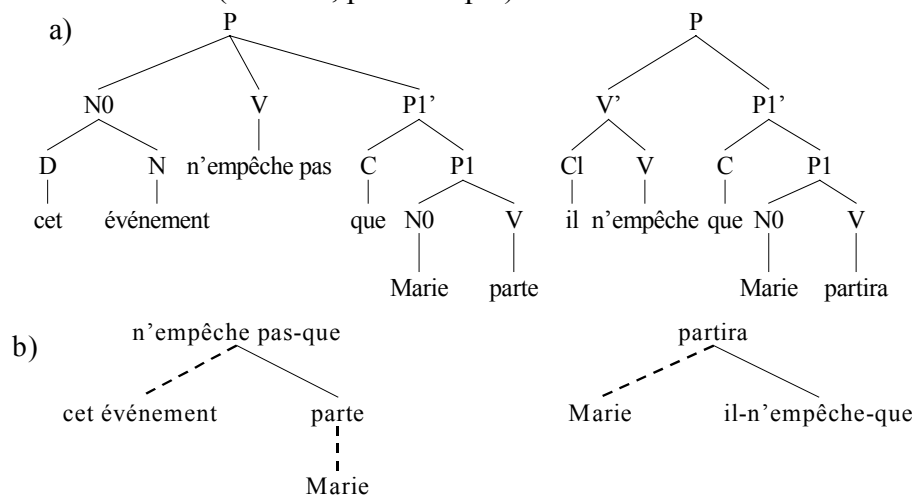 a) P P
N0 V P1’ V’ P1’
D N n’empêche pas C P1 Cl V C P1
cet événement que N0 V il n’empêche que N0 V
Marie parte Marie partira
b) n’empêche pas-que partira
cet événement parte Marie il-n’empêche-que
Marie